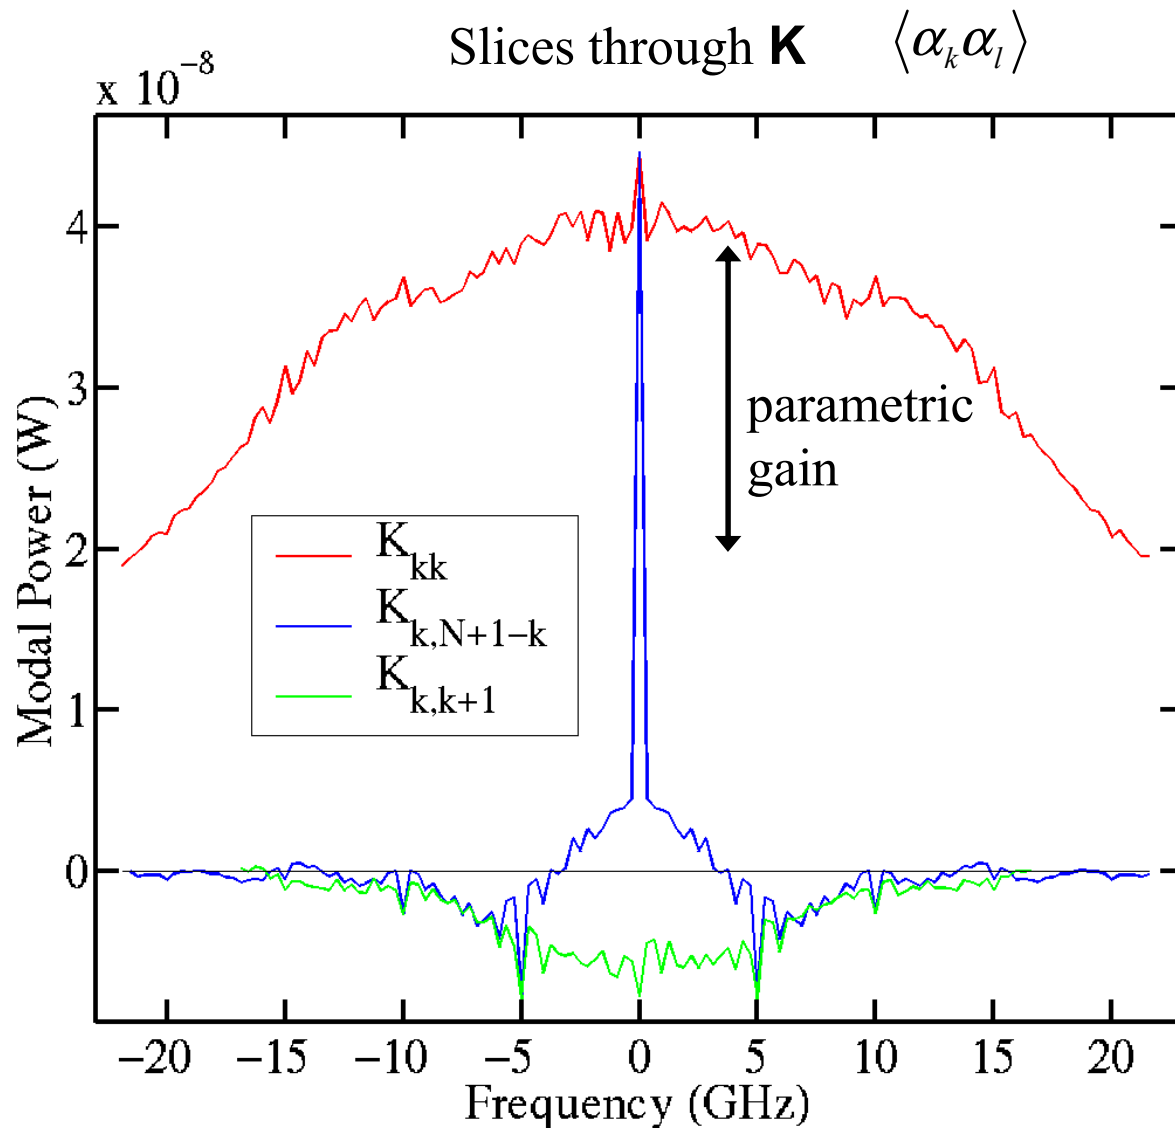 Slices through K ⟨α_k α_l⟩
x 10^−8
4
3
2
1
0
Modal Power (W)
parametric
gain
K_kk
K_k,N+1−k
K_k,k+1
−20 −15 −10 −5 0 5 10 15 20
Frequency (GHz)